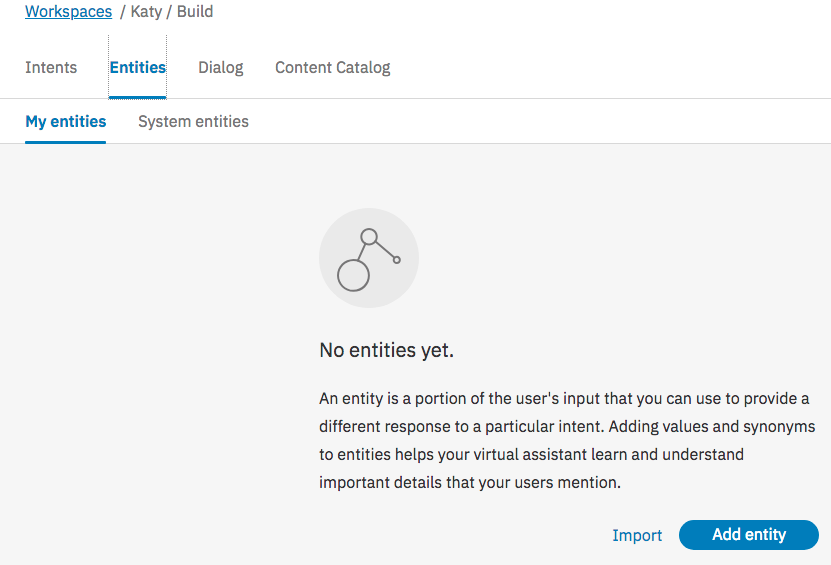 Workspaces / Katy / Build
Intents Entities Dialog Content Catalog
My entities System entities
No entities yet.
An entity is a portion of the user's input that you can use to provide a
different response to a particular intent. Adding values and synonyms
to entities helps your virtual assistant learn and understand
important details that your users mention.
Import Add entity